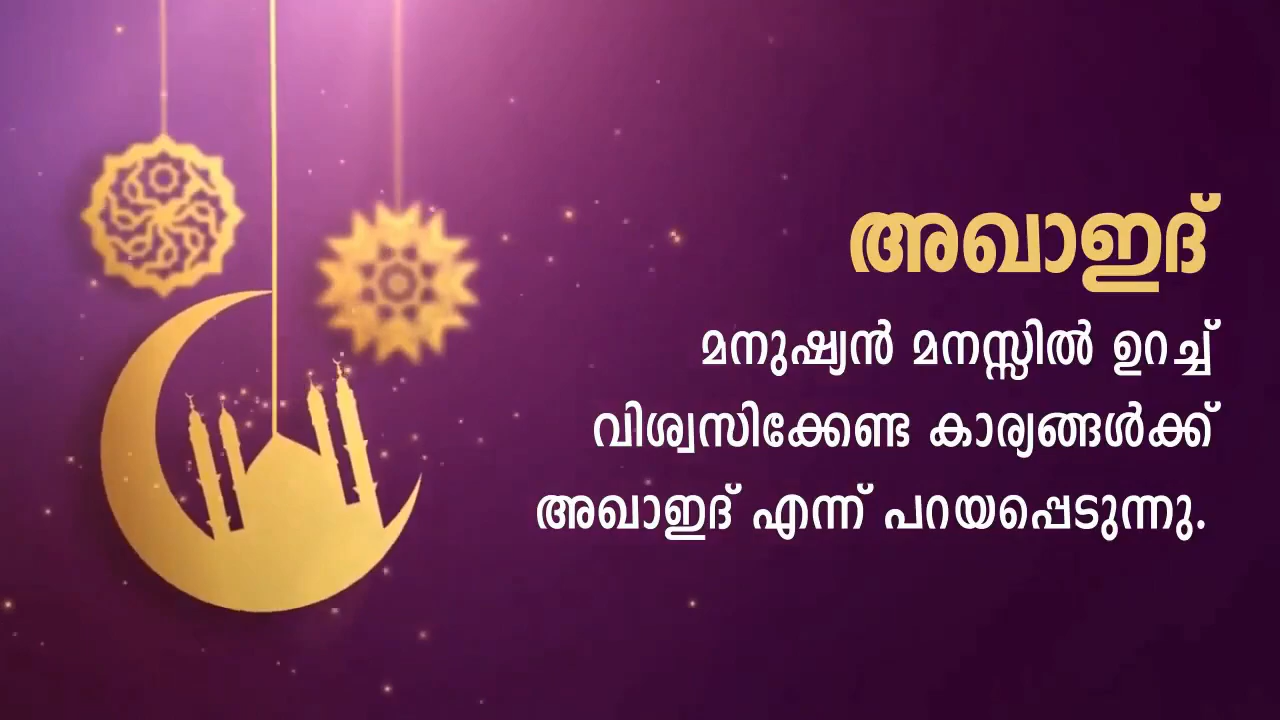 അഖാഇദ്
മനുഷ്യൻ മനസ്സിൽ ഉറച്ച്
വിശ്വസിക്കേണ്ട കാര്യങ്ങൾക്ക്
അഖാഇദ് എന്ന് പറയപ്പെടുന്നു.